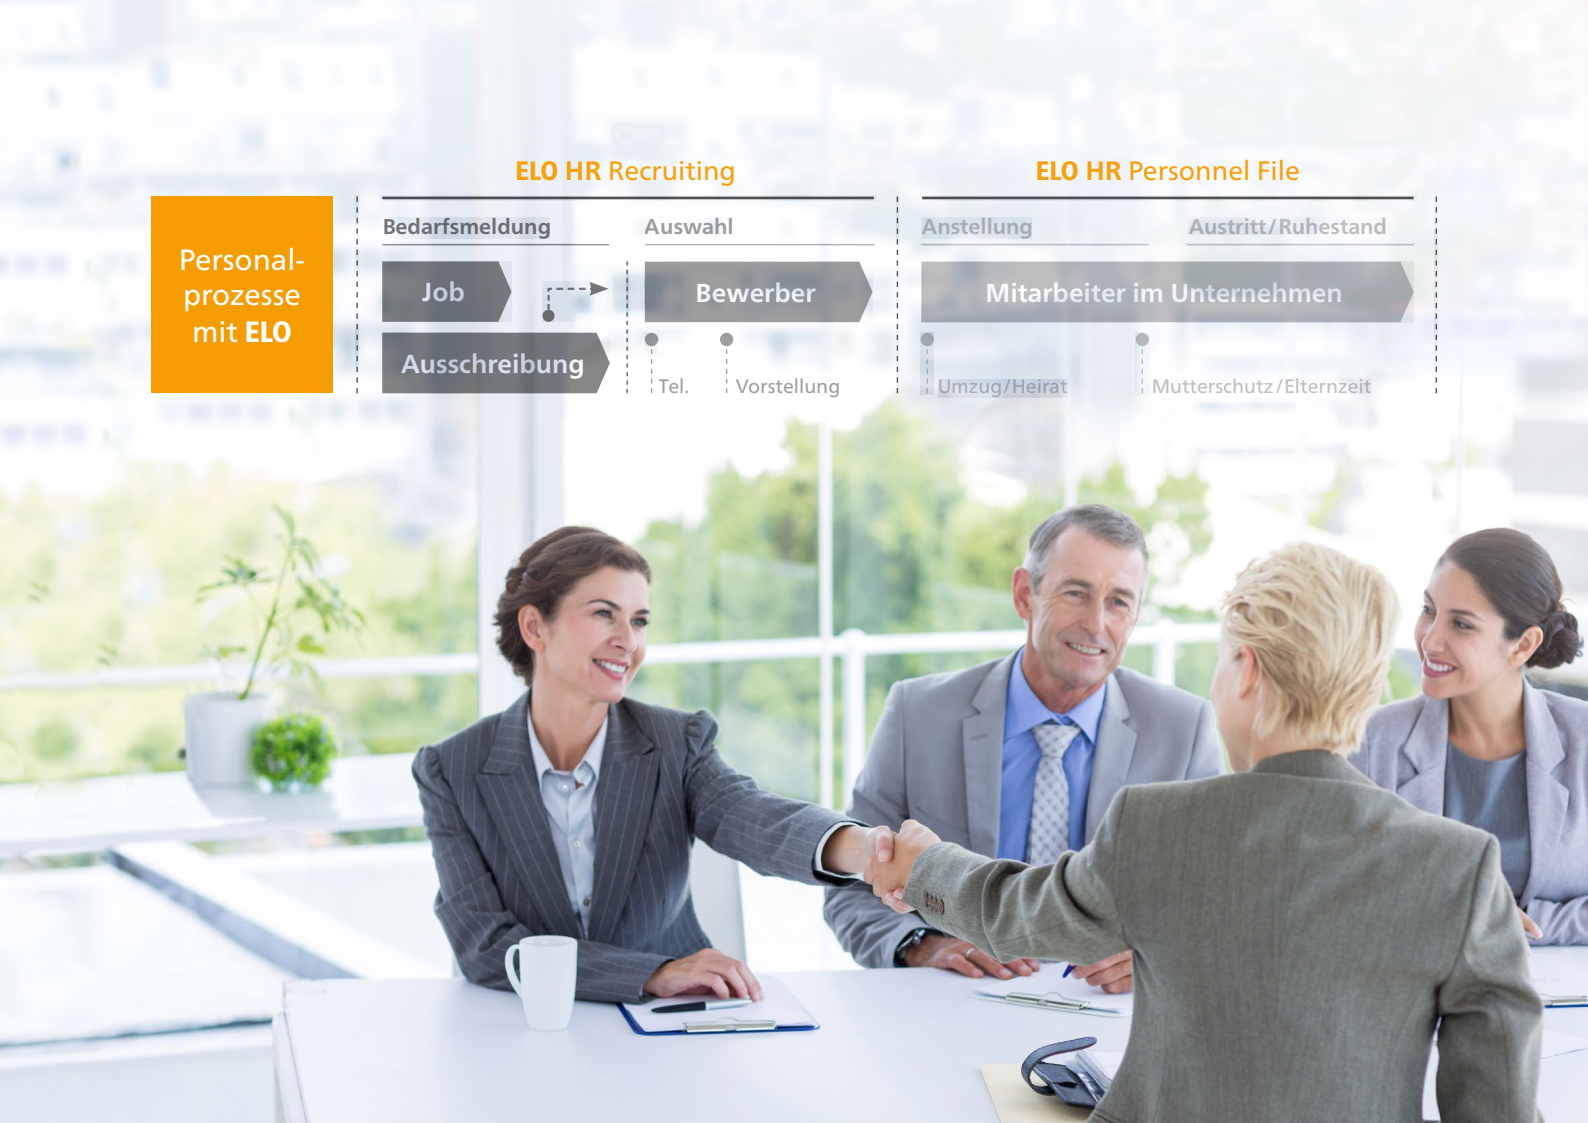 ELO HR Recruiting
ELO HR Personnel File
Personal-
prozesse
mit ELO
Bedarfsmeldung
Auswahl
Anstellung
Austritt/Ruhestand
Job
Bewerber
Mitarbeiter im Unternehmen
Ausschreibung
Tel.
Vorstellung
Umzug/Heirat
Mutterschutz/Elternzeit